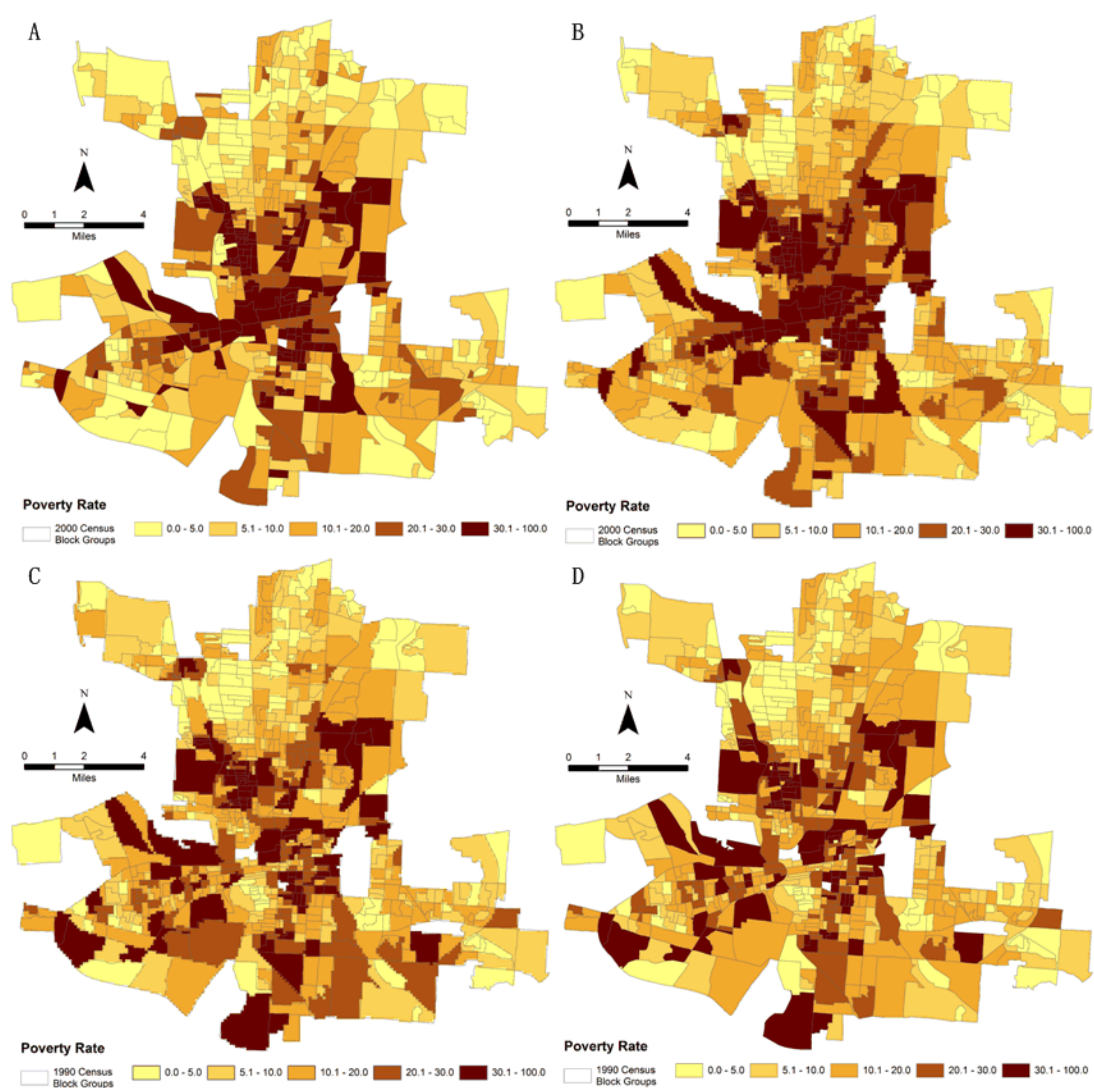 A
N
0 2 4
Miles
Poverty Rate
2000 Census
Block Groups
0.0 - 5.0
5.1 - 10.0
10.1 - 20.0
20.1 - 30.0
30.1 - 100.0
B
N
0 1 2 4
Miles
Poverty Rate
2000 Census
Block Groups
0.0 - 5.0
5.1 - 10.0
10.1 - 20.0
20.1 - 30.0
30.1 - 100.0
C
N
0 1 2 4
Miles
Poverty Rate
1990 Census
Block Groups
0.0 - 5.0
5.1 - 10.0
10.1 - 20.0
20.1 - 30.0
30.1 - 100.0
D
N
0 1 2 4
Miles
Poverty Rate
1990 Census
Block Groups
0.0 - 5.0
5.1 - 10.0
10.1 - 20.0
20.1 - 30.0
30.1 - 100.0